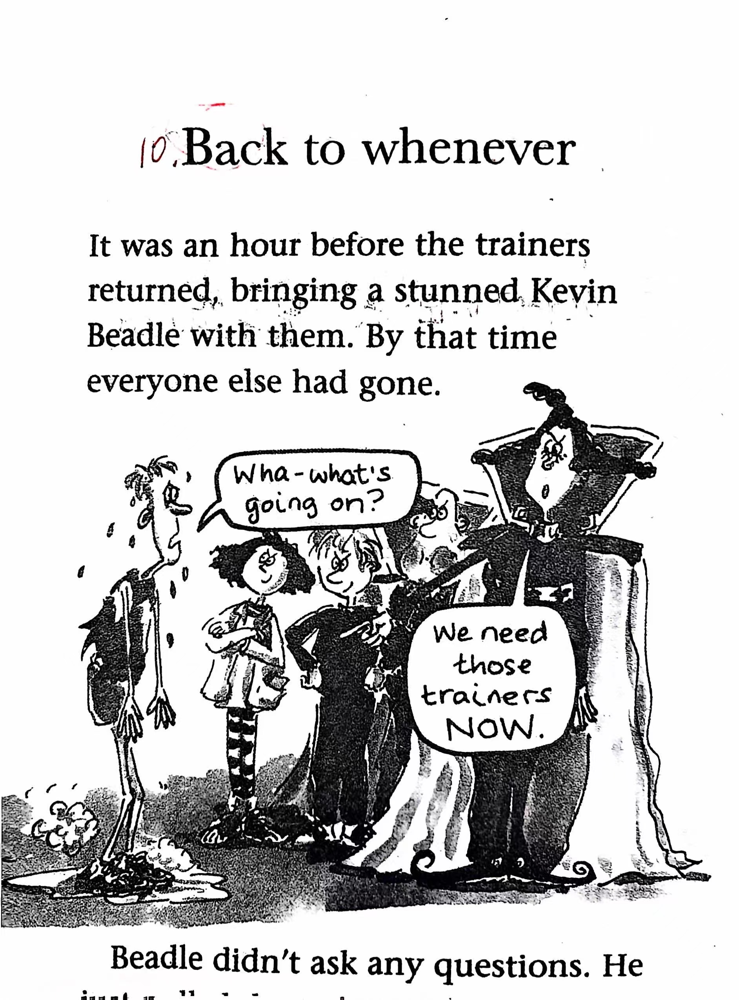 10. Back to whenever
It was an hour before the trainers
returned, bringing a stunned Kevin
Beadle with them. By that time
everyone else had gone.
Wha-what's
going on?
We need
those
trainers
NOW.
Beadle didn't ask any questions. He